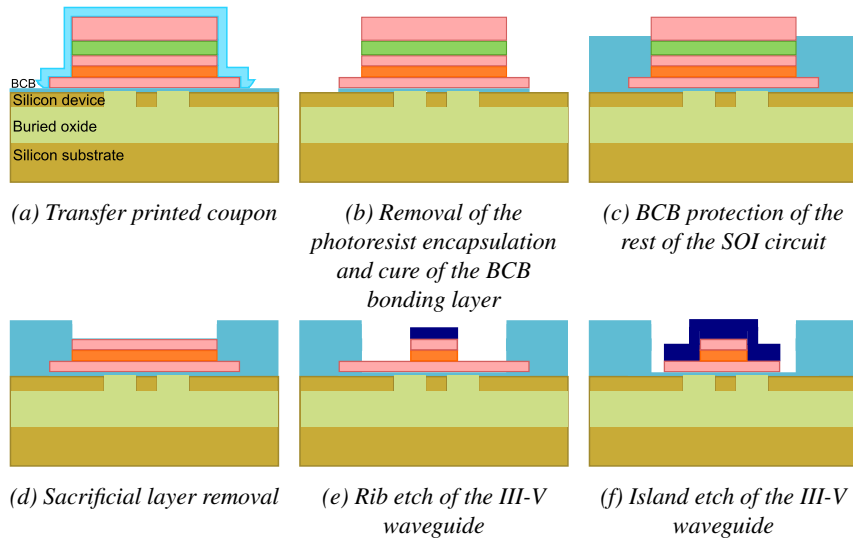 BCB
Silicon device
Buried oxide
Silicon substrate
(a) Transfer printed coupon
(b) Removal of the
photoresist encapsulation
and cure of the BCB
bonding layer
(c) BCB protection of the
rest of the SOI circuit
(d) Sacrificial layer removal
(e) Rib etch of the III-V
waveguide
(f) Island etch of the III-V
waveguide